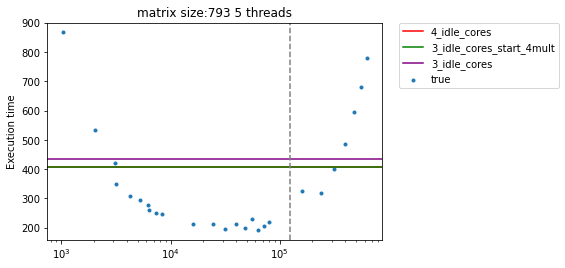 matrix size:793 5 threads
Execution time
900
800
700
600
500
400
300
200
10³
10⁴
10⁵
4_idle_cores
3_idle_cores_start_4mult
3_idle_cores
true